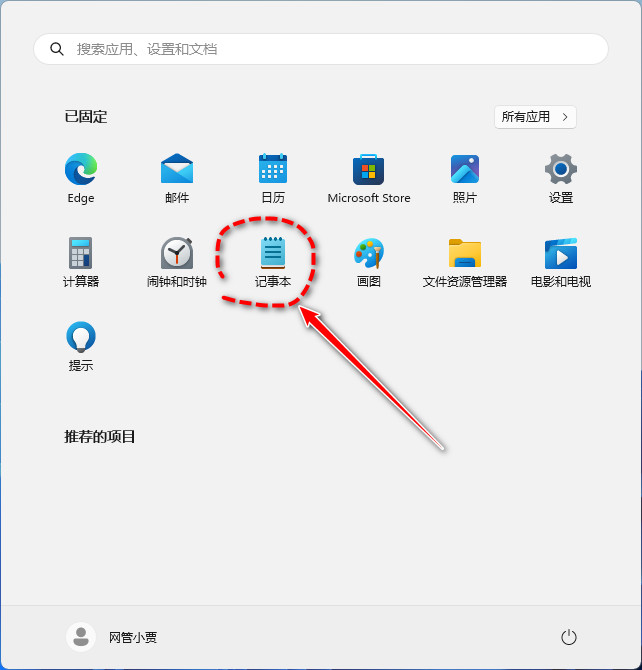 搜索应用、设置和文档
已固定
所有应用
Edge
邮件
日历
Microsoft Store
照片
设置
计算器
闹钟和时钟
记事本
画图
文件资源管理器
电影和电视
提示
推荐的项目
网管小贾